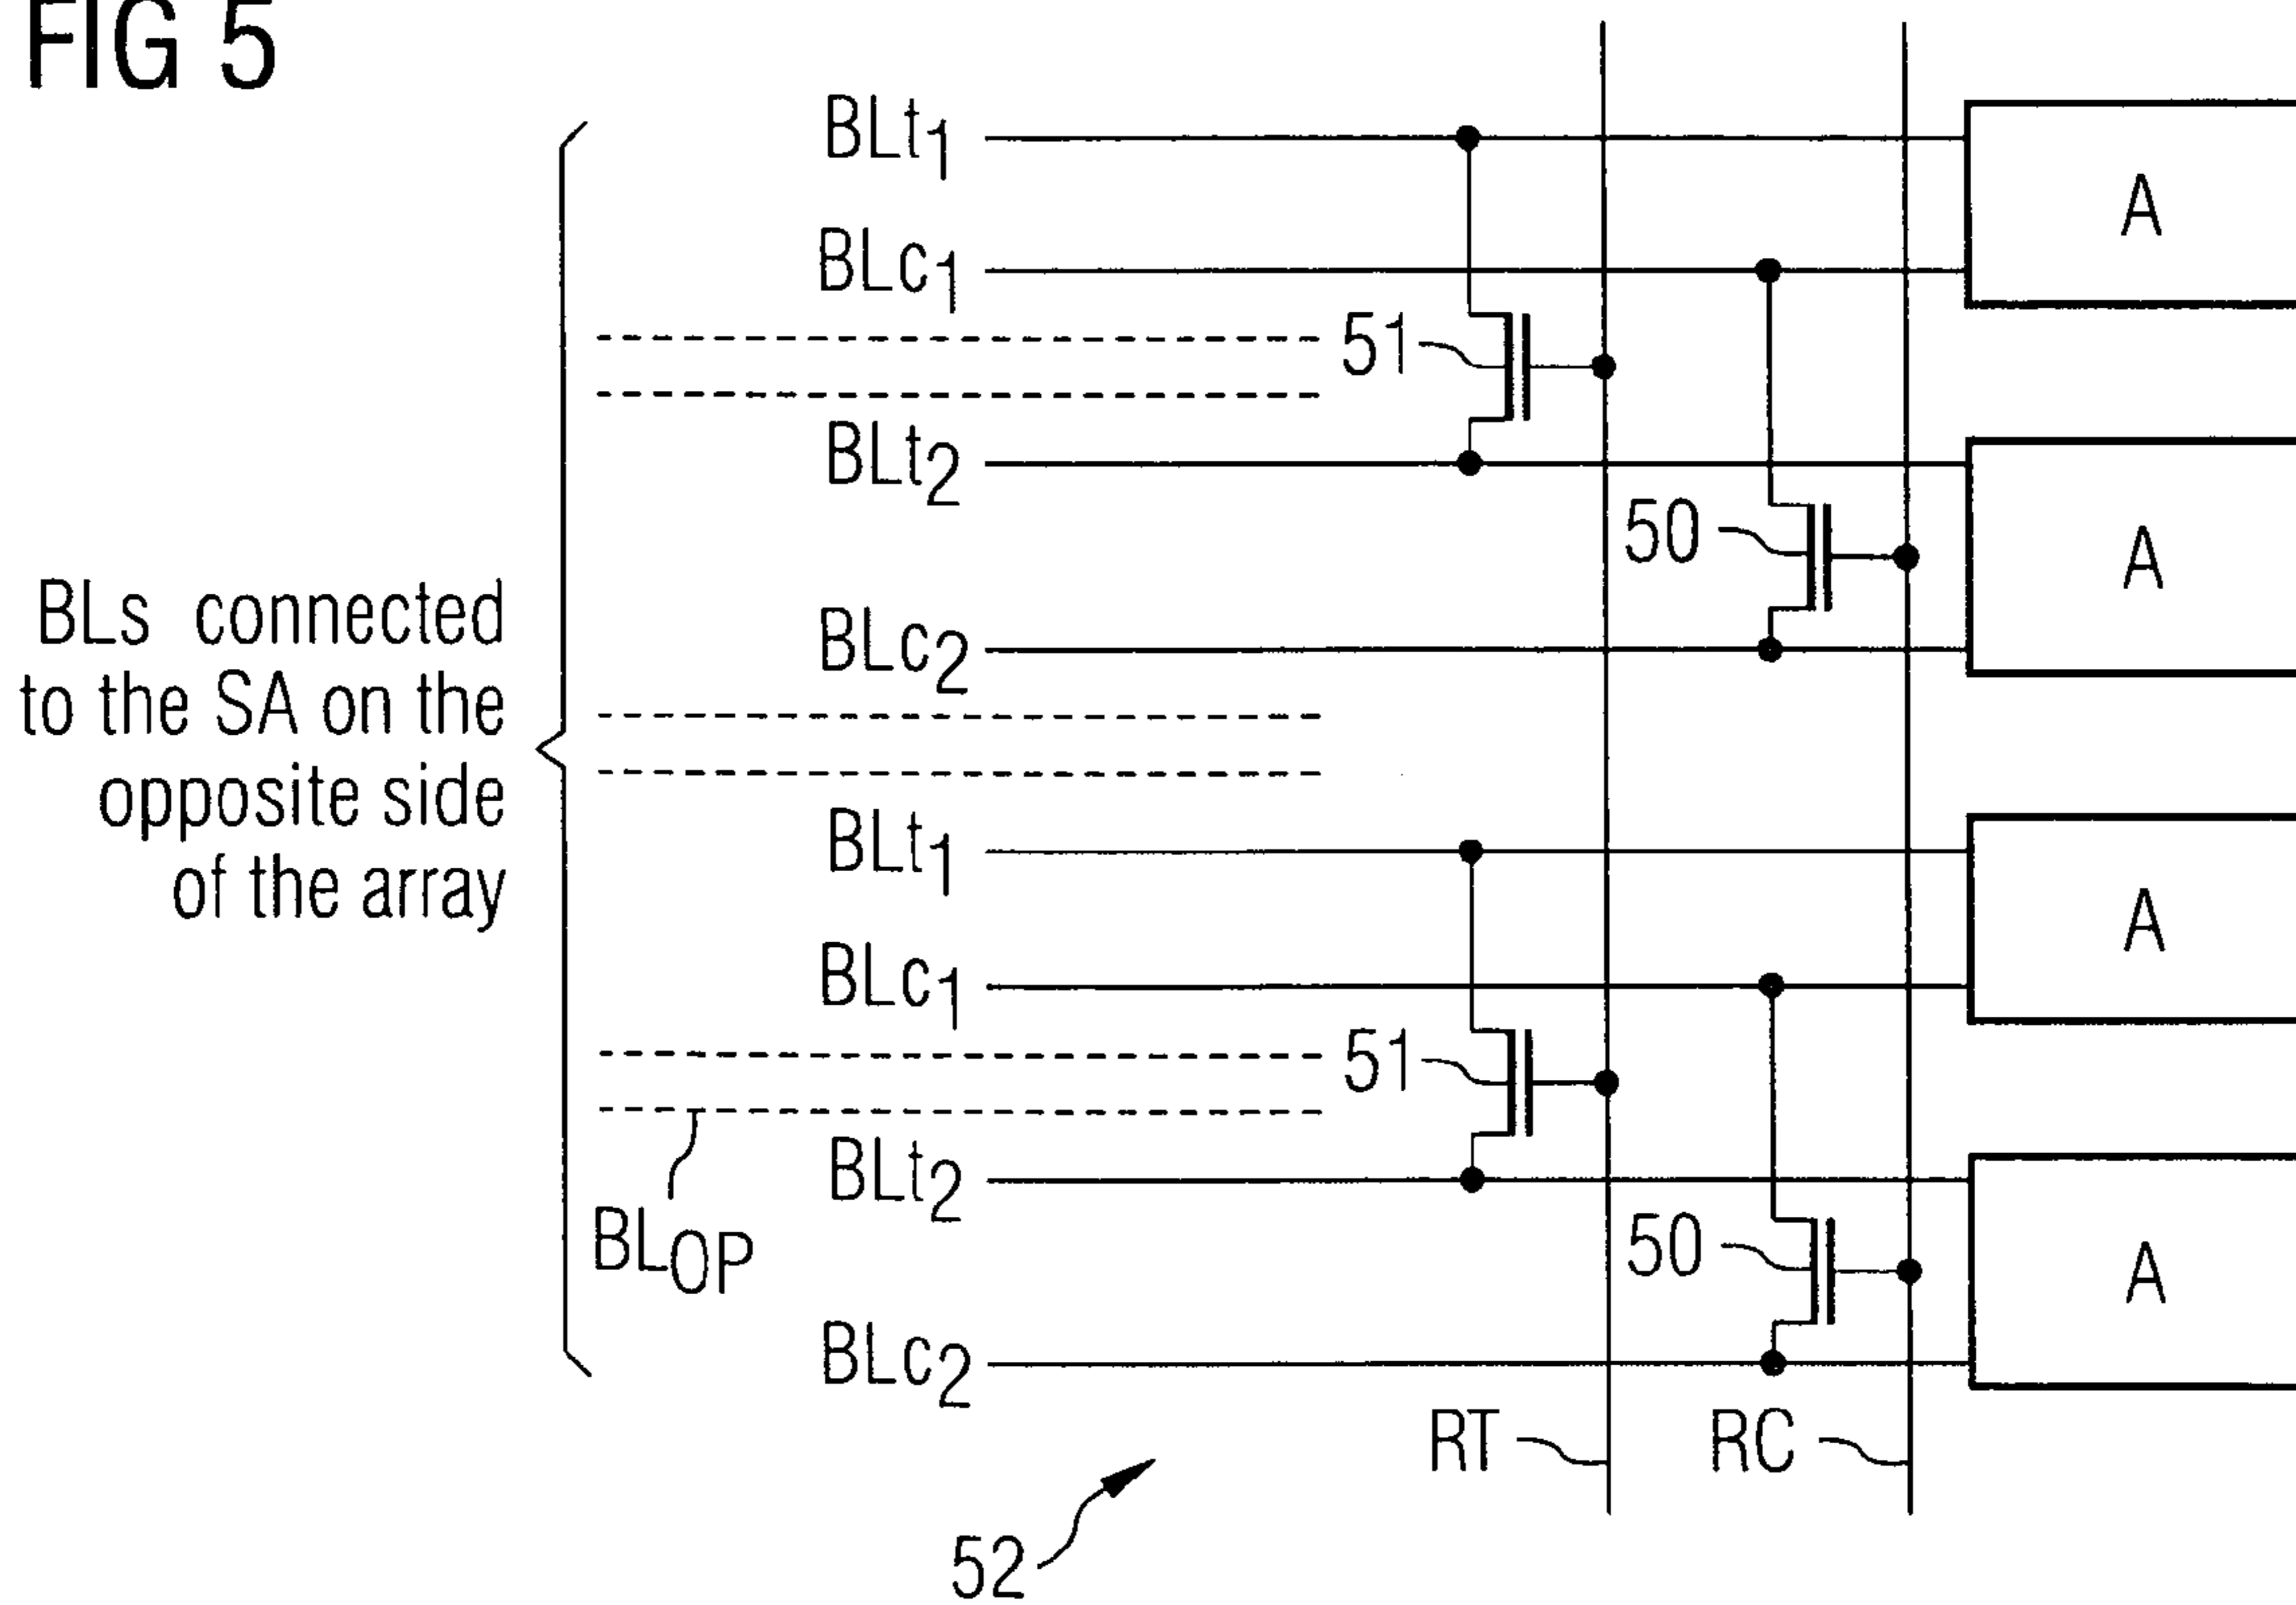 FIG 5
BLt1
A
BLc1
51
BLt2
50
A
BLc2
BLs connected
to the SA on the
opposite side
of the array
BLt1
A
BLc1
51
BLt2
BLOP
50
A
BLc2
RT
RC
52